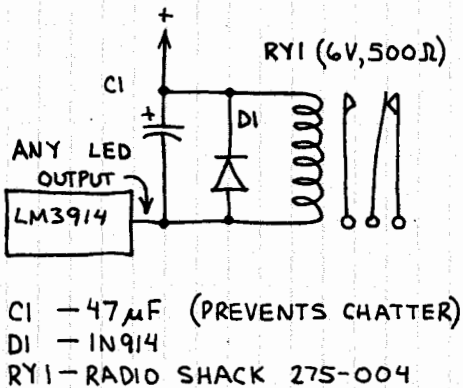 +
RY1 (6V, 500Ω)
C1
+
D1
ANY LED
OUTPUT
LM3914
C1 — 47µF (PREVENTS CHATTER)
D1 — 1N914
RY1 — RADIO SHACK 275-004